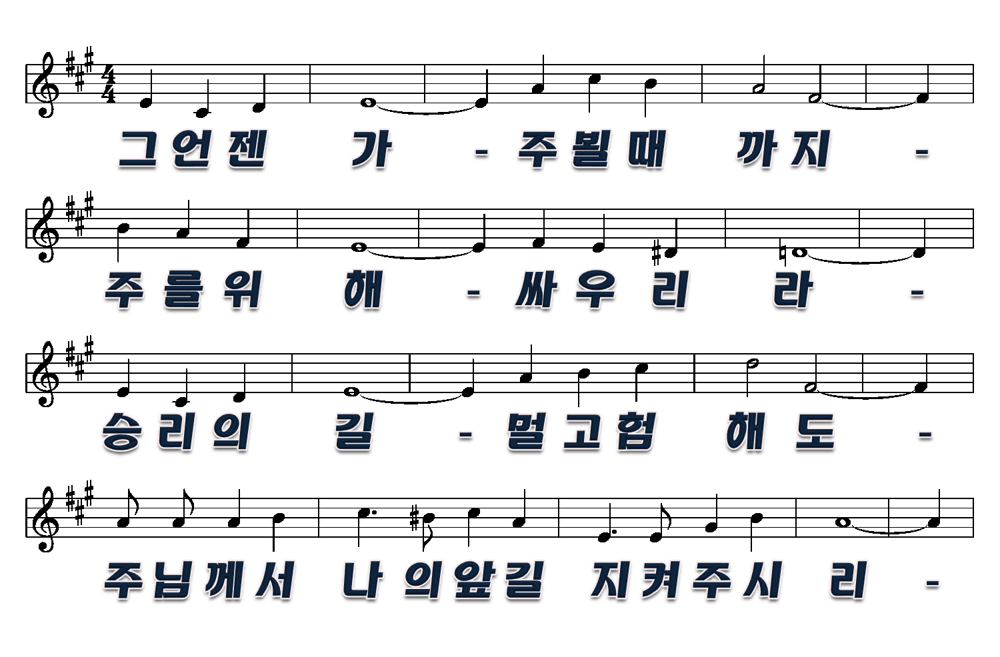 그언젠 가 - 주뵐때 까지 -
주를위 해 - 싸우리 라 -
승리의 길 - 멀고험 해도 -
주님께서 나의앞길 지켜주시 리 -